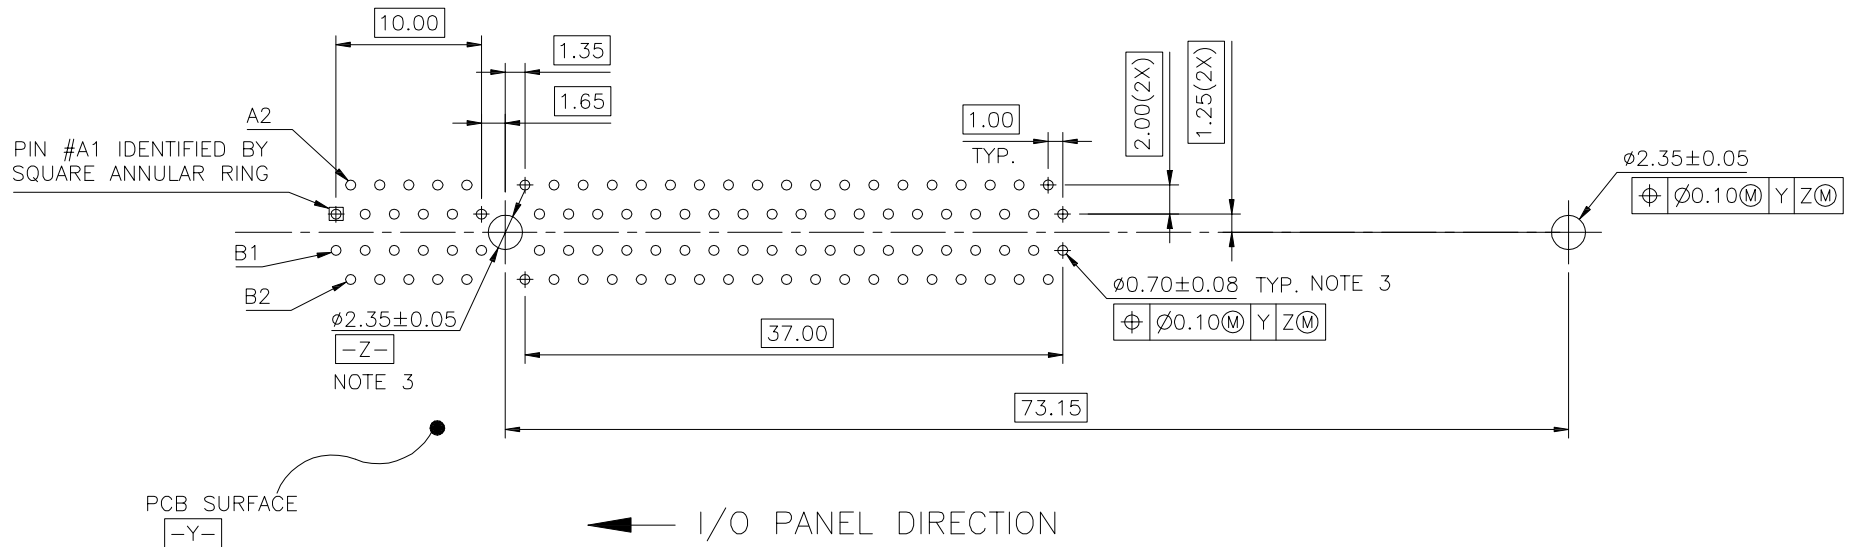 10.00
1.35
1.65
A2
PIN #A1 IDENTIFIED BY
SQUARE ANNULAR RING
1.00
TYP.
2.00(2X)
1.25(2X)
ø2.35±0.05
⌖ Ø0.10Ⓜ Y ZⓂ
B1
B2
ø2.35±0.05
-Z-
NOTE 3
ø0.70±0.08 TYP. NOTE 3
⌖ Ø0.10Ⓜ Y ZⓂ
37.00
73.15
PCB SURFACE
-Y-
I/O PANEL DIRECTION